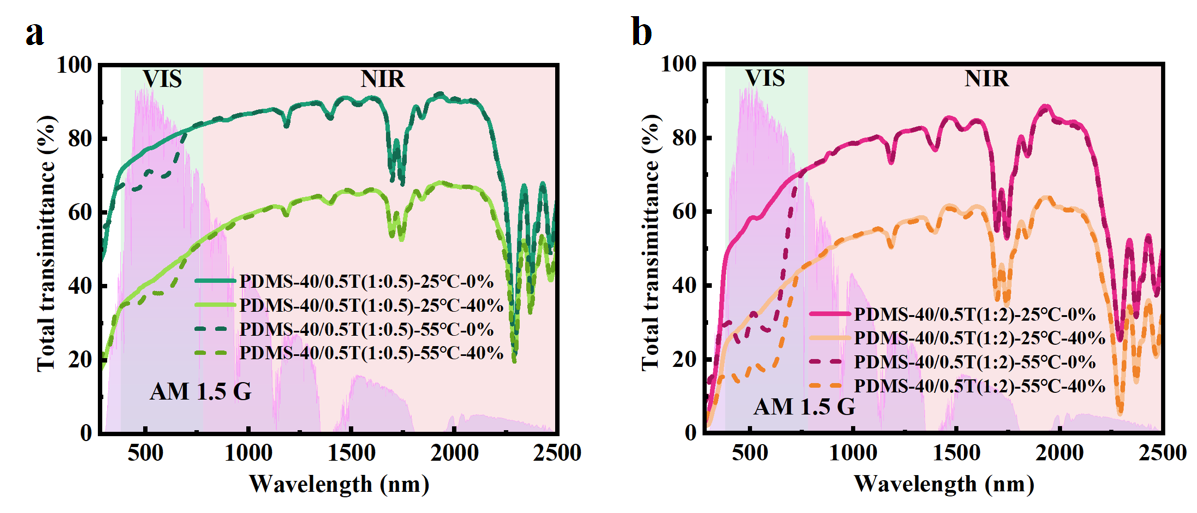 a
100
80
60
40
20
0
Total transmittance (%)
VIS
NIR
PDMS-40/0.5T(1:0.5)-25℃-0%
PDMS-40/0.5T(1:0.5)-25℃-40%
PDMS-40/0.5T(1:0.5)-55℃-0%
PDMS-40/0.5T(1:0.5)-55℃-40%
AM 1.5 G
500
1000
1500
2000
2500
Wavelength (nm)
b
100
80
60
40
20
0
Total transmittance (%)
VIS
NIR
PDMS-40/0.5T(1:2)-25℃-0%
PDMS-40/0.5T(1:2)-25℃-40%
PDMS-40/0.5T(1:2)-55℃-0%
PDMS-40/0.5T(1:2)-55℃-40%
AM 1.5 G
500
1000
1500
2000
2500
Wavelength (nm)